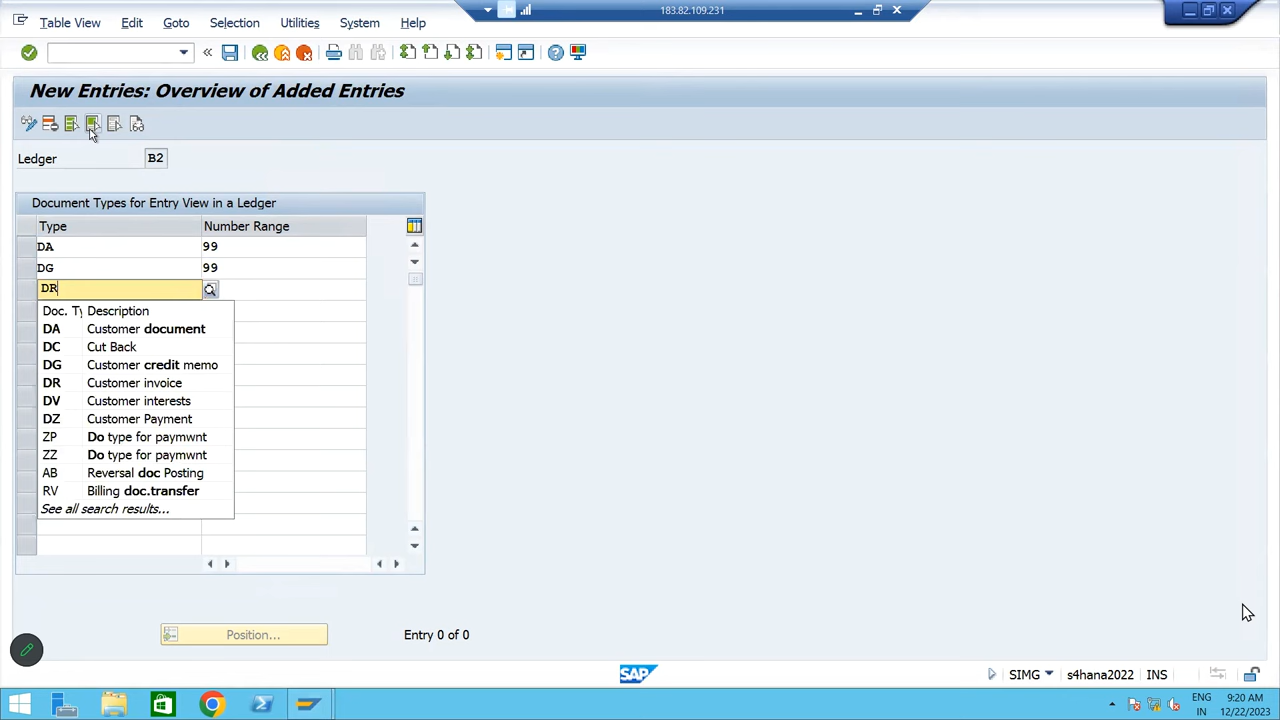 Table View Edit Goto Selection Utilities System Help
183.82.109.231
New Entries: Overview of Added Entries
Ledger B2
Document Types for Entry View in a Ledger
Type Number Range
DA 99
DG 99
DR
Doc. Ty Description
DA Customer document
DC Cut Back
DG Customer credit memo
DR Customer invoice
DV Customer interests
DZ Customer Payment
ZP Do type for paymwnt
ZZ Do type for paymwnt
AB Reversal doc Posting
RV Billing doc.transfer
See all search results...
Position... Entry 0 of 0
SAP SIMG s4hana2022 INS
ENG 9:20 AM
IN 12/22/2023